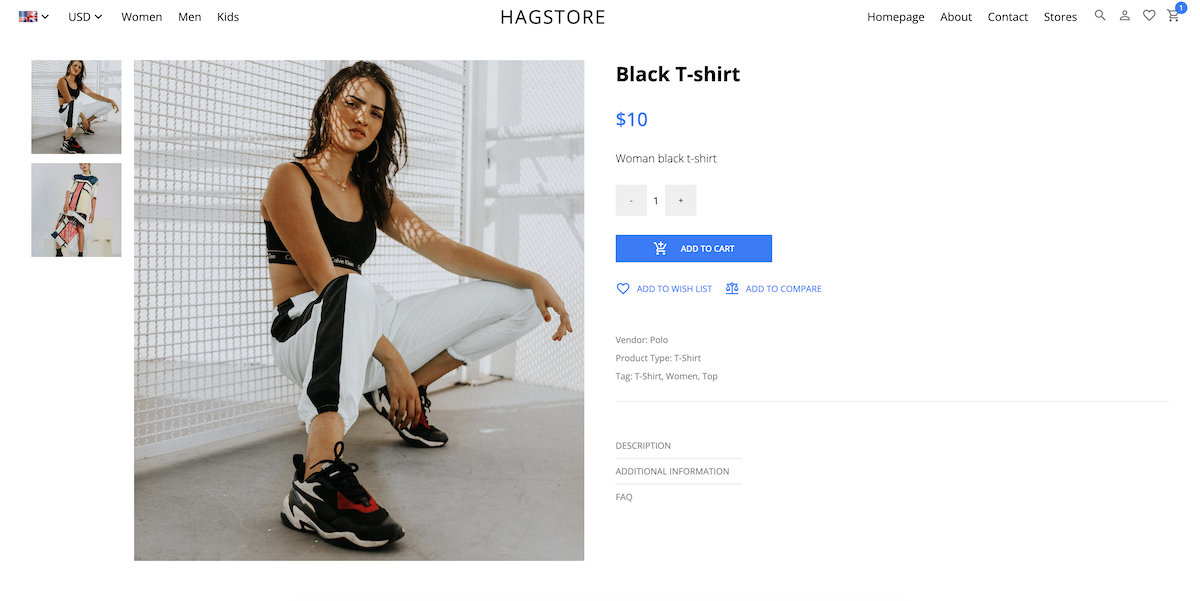 USD Women Men Kids HAGSTORE Homepage About Contact Stores 1
Black T-shirt
$10
Woman black t-shirt
- 1 +
ADD TO CART
ADD TO WISH LIST ADD TO COMPARE
Vendor: Polo
Product Type: T-Shirt
Tag: T-Shirt, Women, Top
DESCRIPTION
ADDITIONAL INFORMATION
FAQ
Calvin Klein